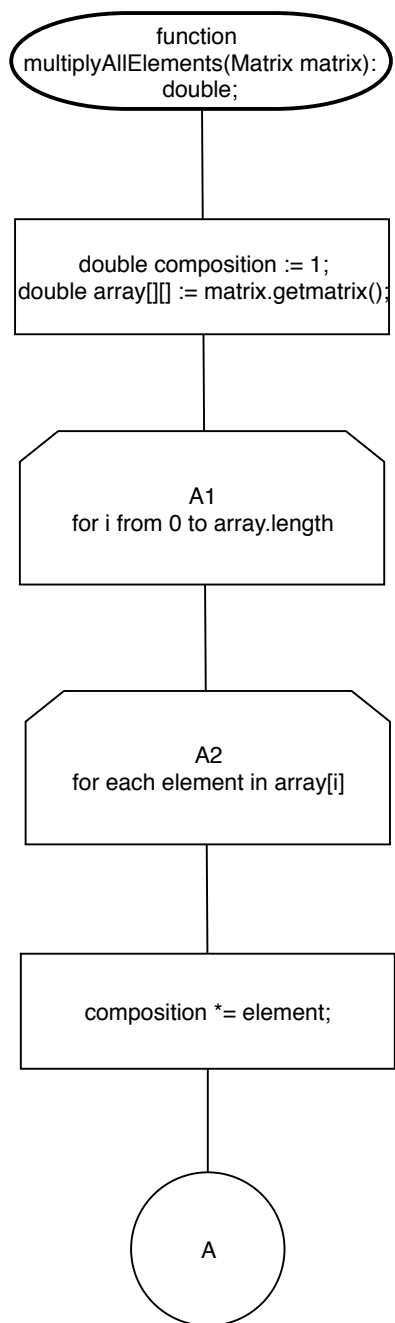 function
multiplyAllElements(Matrix matrix):
double;
double composition := 1;
double array[][] := matrix.getmatrix();
A1
for i from 0 to array.length
A2
for each element in array[i]
composition *= element;
A